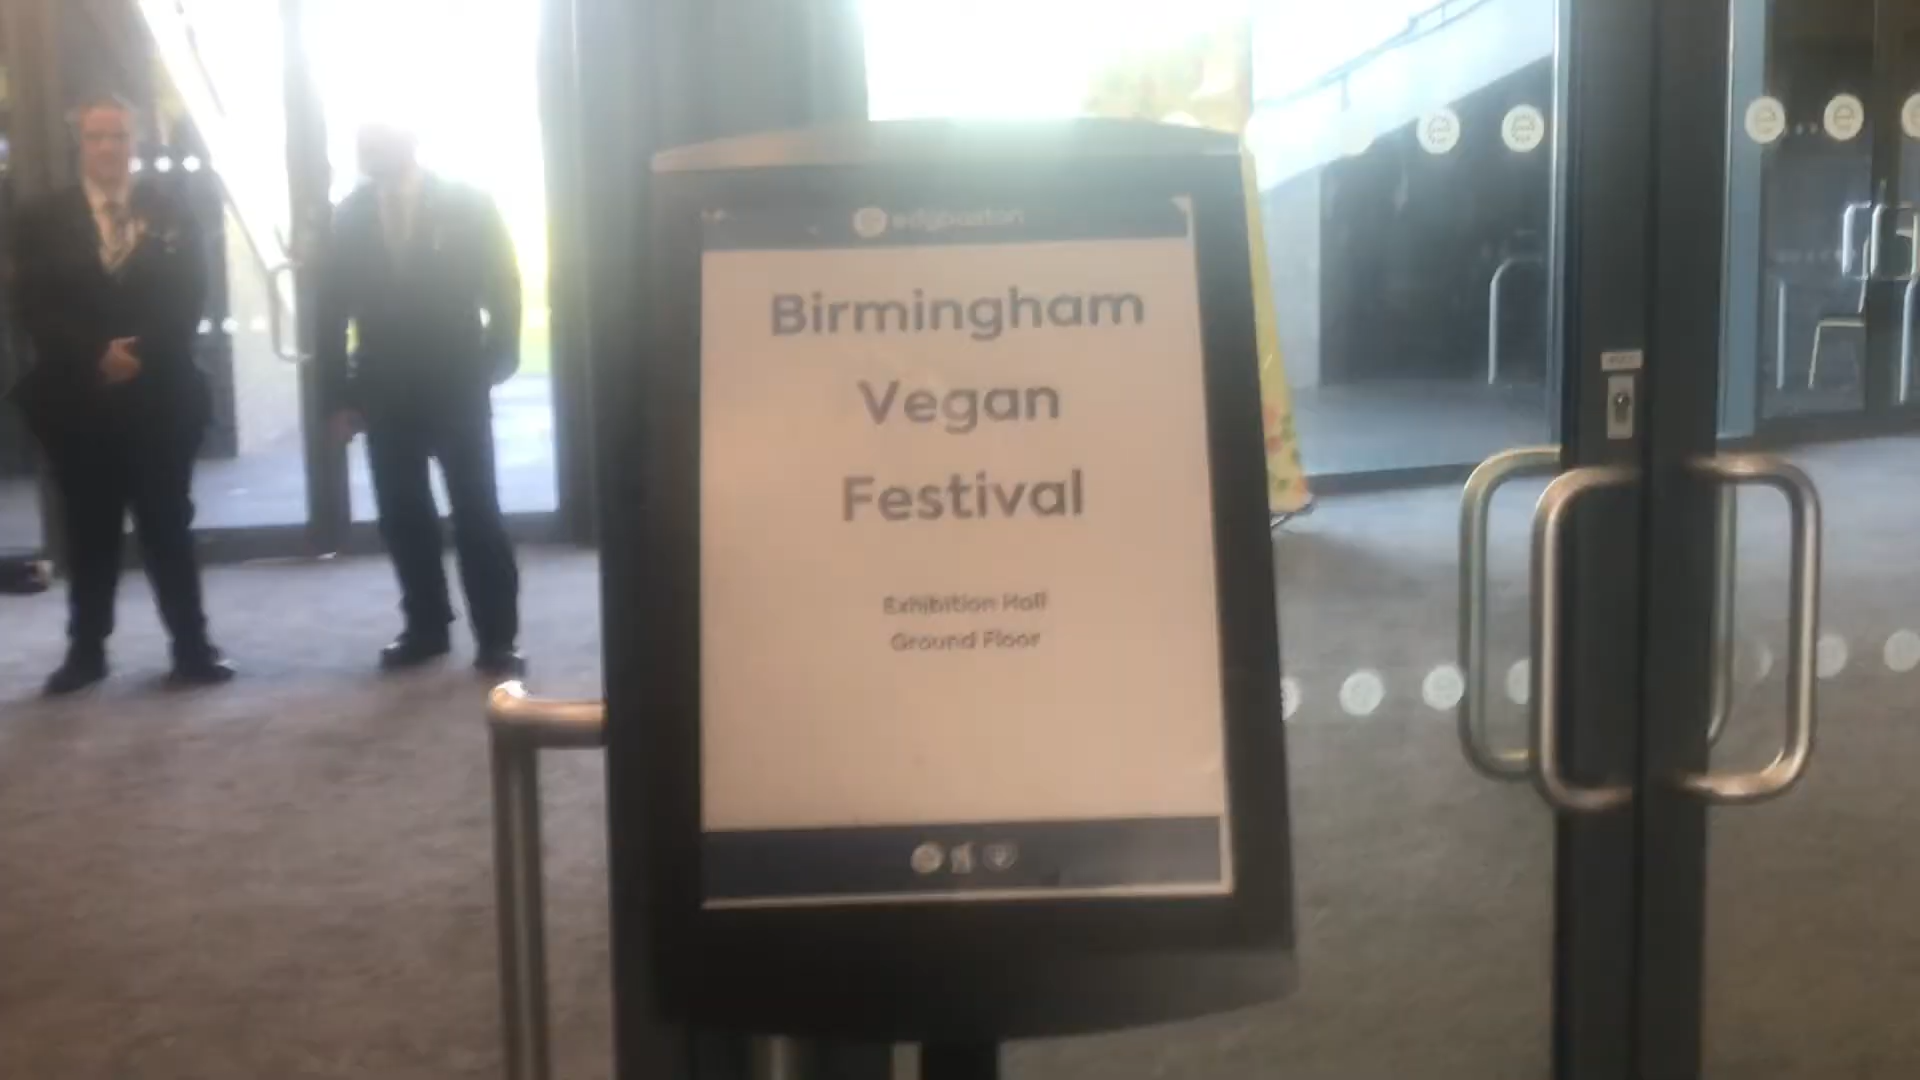 edgbaston
Birmingham
Vegan
Festival
Exhibition Hall
Ground Floor